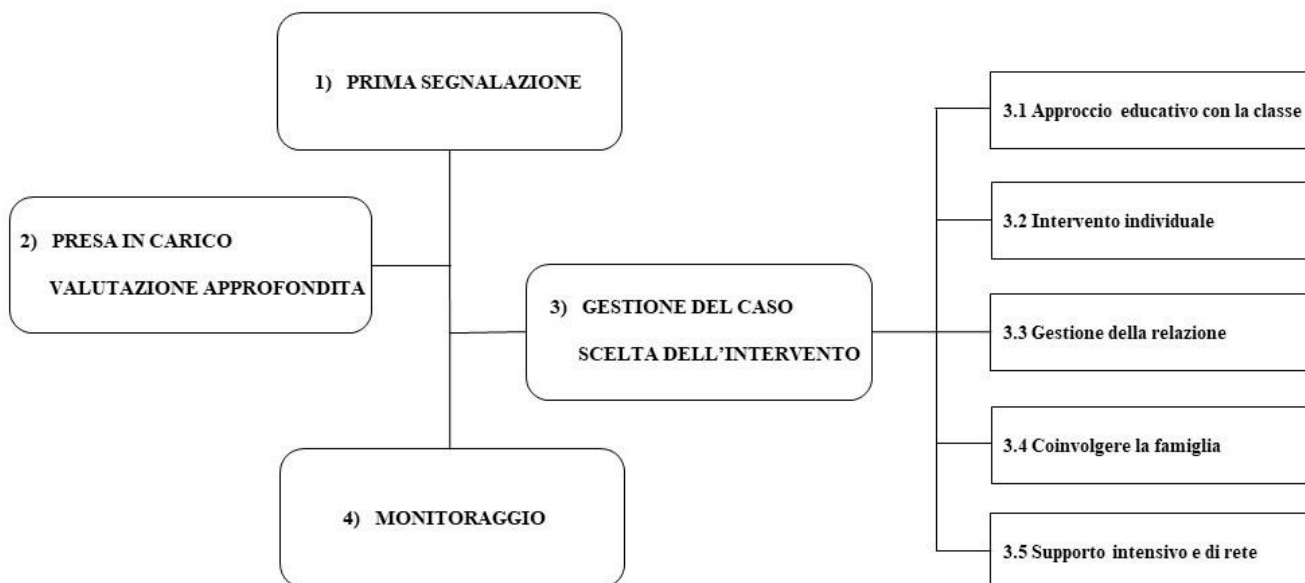 1) PRIMA SEGNALAZIONE
2) PRESA IN CARICO
VALUTAZIONE APPROFONDITA
3) GESTIONE DEL CASO
SCELTA DELL’INTERVENTO
4) MONITORAGGIO
3.1 Approccio educativo con la classe
3.2 Intervento individuale
3.3 Gestione della relazione
3.4 Coinvolgere la famiglia
3.5 Supporto intensivo e di rete